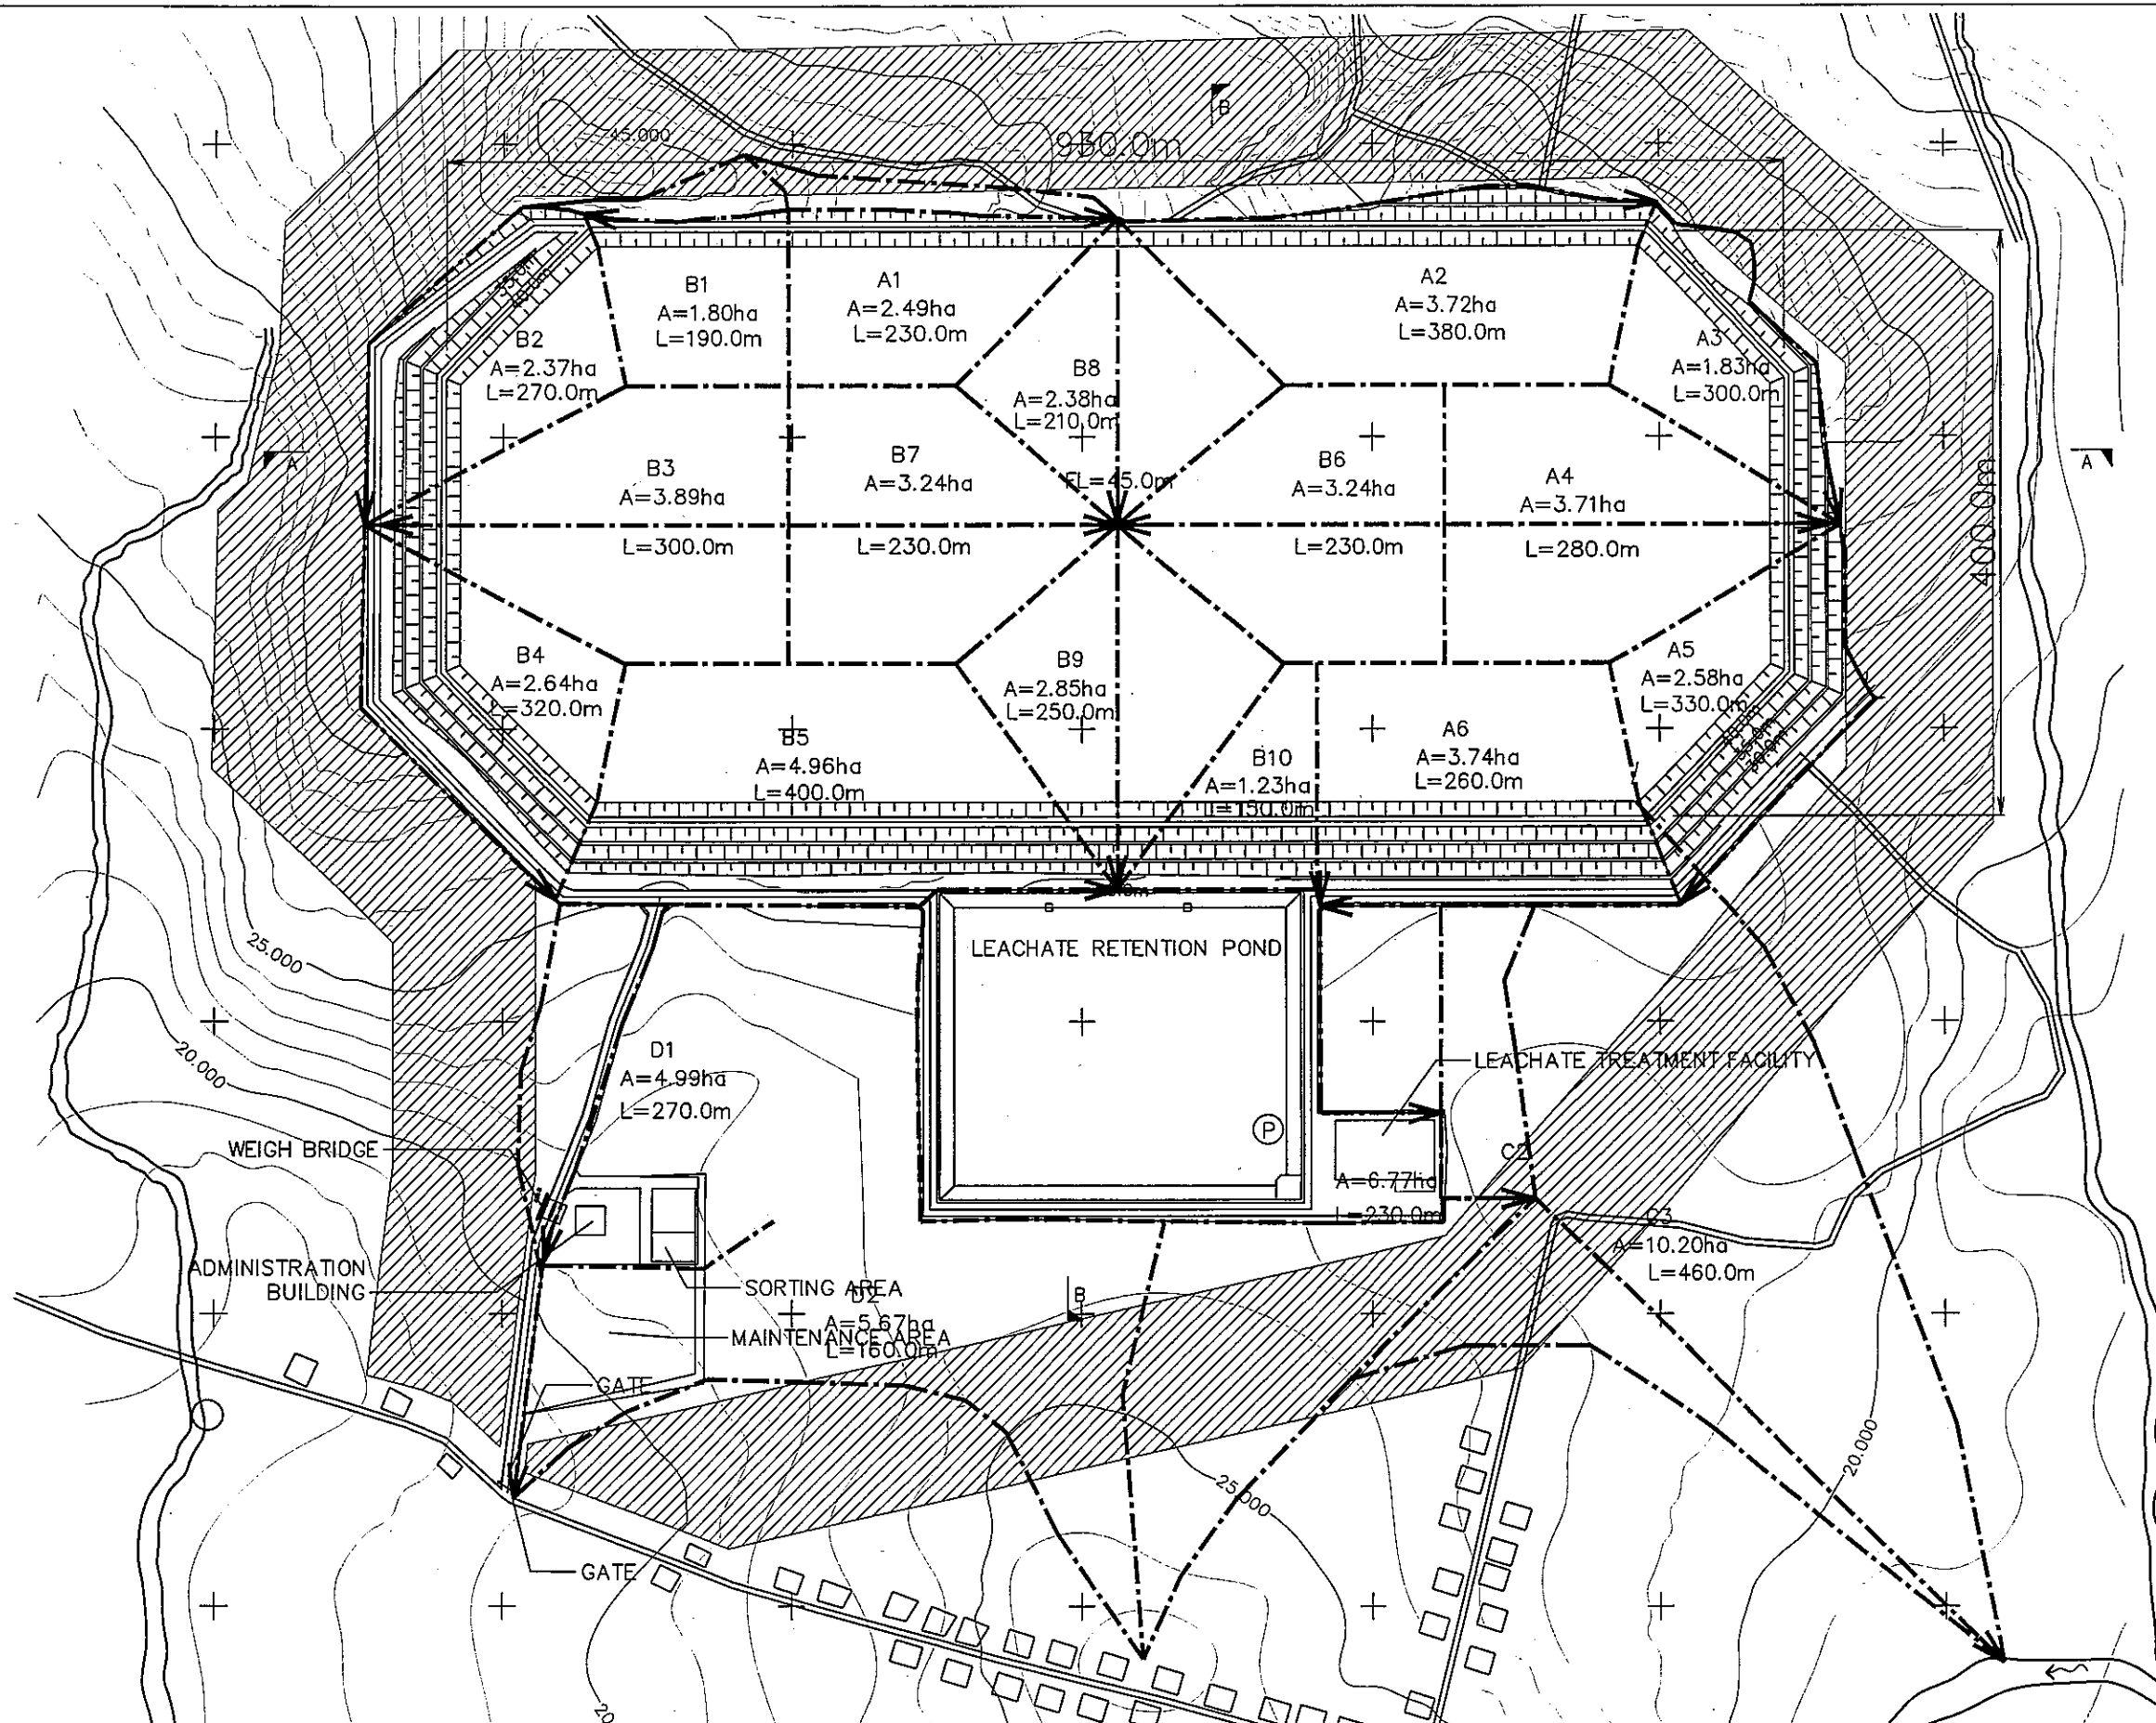 B
45.000
B1
A=1.80ha
L=190.0m
A1
A=2.49ha
L=230.0m
A2
A=3.72ha
L=380.0m
B2
A=2.37ha
L=270.0m
B8
A=2.38ha
L=210.0m
A3
A=1.83ha
L=300.0m
A
B3
A=3.89ha
L=300.0m
B7
A=3.24ha
L=230.0m
FL=45.0m
B6
A=3.24ha
L=230.0m
A4
A=3.71ha
L=280.0m
A
400.0m
B4
A=2.64ha
L=320.0m
B5
A=4.96ha
L=400.0m
B9
A=2.85ha
L=250.0m
B10
A=1.23ha
L=150.0m
A6
A=3.74ha
L=260.0m
A5
A=2.58ha
L=330.0m
25.000
LEACHATE RETENTION POND
20.000
D1
A=4.99ha
L=270.0m
LEACHATE TREATMENT FACILITY
P
WEIGH BRIDGE
C2
A=6.77ha
L=230.0m
C3
A=10.20ha
L=460.0m
ADMINISTRATION
BUILDING
SORTING AREA
D2
A=5.67ha
MAINTENANCE AREA
L=160.0m
B
GATE
25.000
20.000
GATE
20